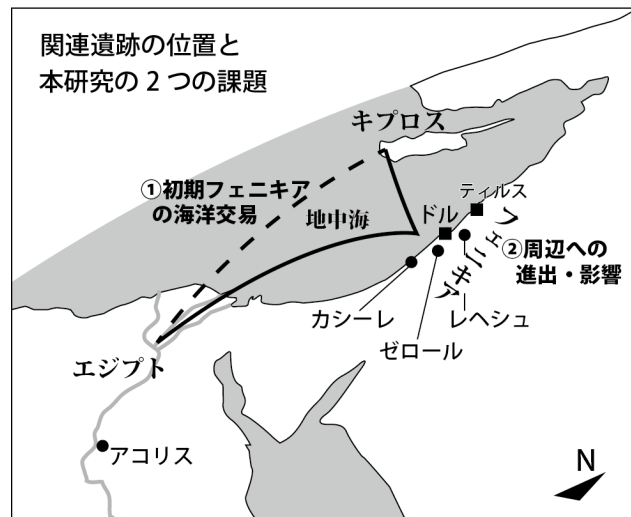 関連遺跡の位置と
本研究の2つの課題
キプロス
①初期フェニキア
の海洋交易
地中海
ティルス
ドル
フェニキア
②周辺への
進出・影響
カシーレ
レヘシュ
ゼロール
エジプト
アコリス
N